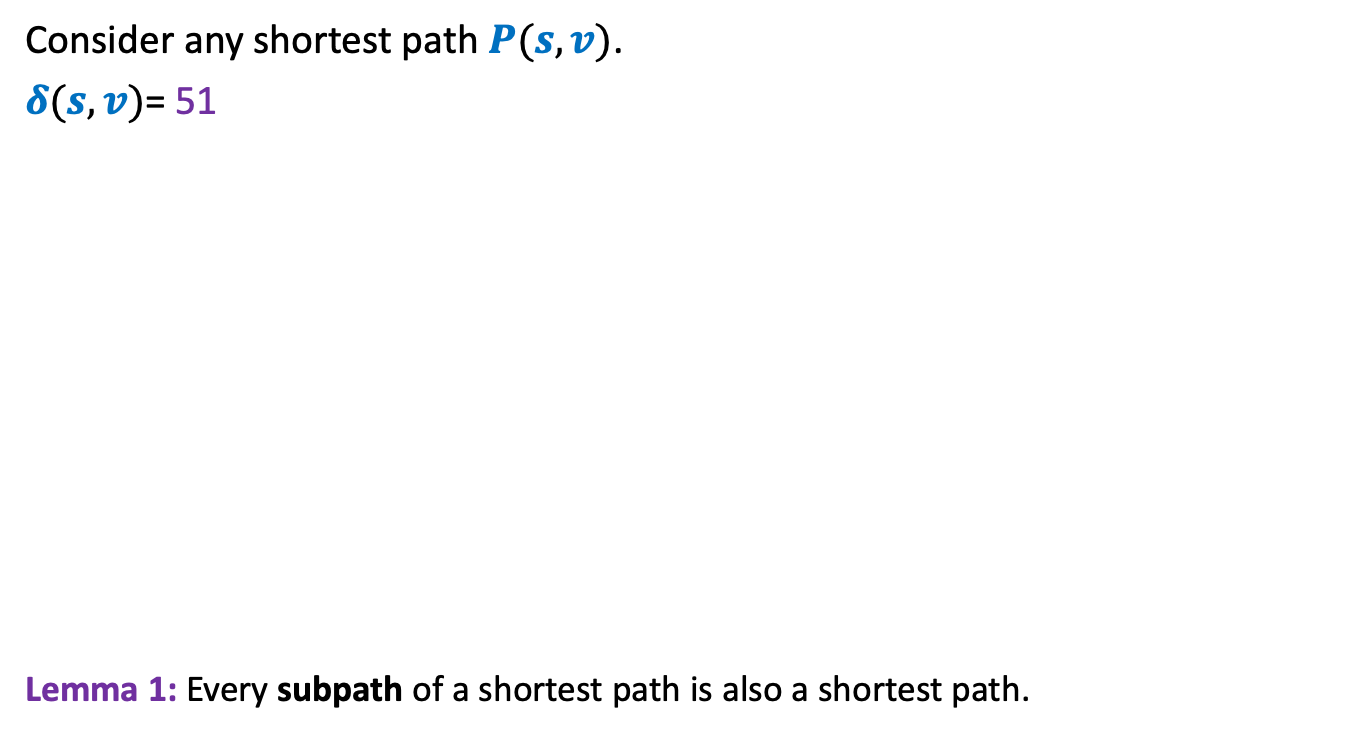 Consider any shortest path P(s, v).
δ(s, v)= 51
Lemma 1: Every subpath of a shortest path is also a shortest path.